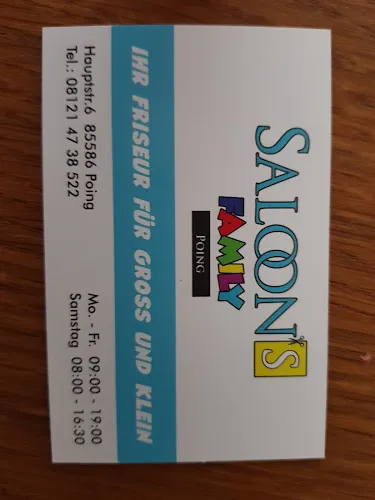 SALOON'S
FAMILY
POING
IHR FRISEUR FÜR GROSS UND KLEIN
Hauptstr.6 85586 Poing
Tel.: 08121 47 38 522
Mo. - Fr. 09:00 - 19:00
Samstag 08:00 - 16:30